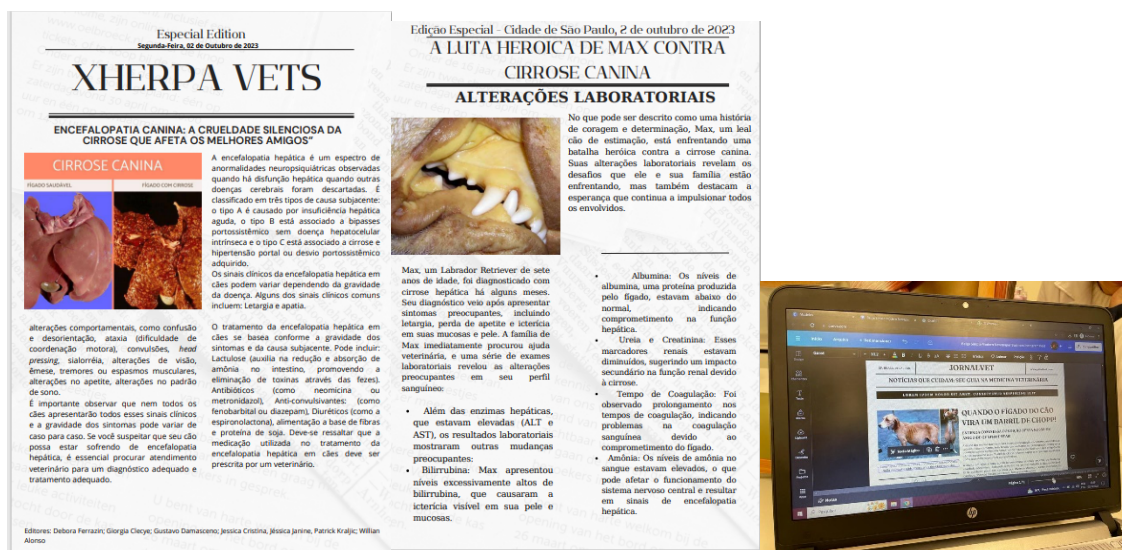 Especial Edition
Segunda-Feira, 02 de Outubro de 2023
XHERPA VETS
ENCEFALOPATIA CANINA: A CRUELDADE SILENCIOSA DA
CIRROSE QUE AFETA OS MELHORES AMIGOS"
CIRROSE CANINA
FÍGADO SAUDÁVEL
FÍGADO COM CIRROSE
A encefalopatia hepática é um espectro de
anormalidades neuropsiquiátricas observadas
quando há disfunção hepática quando outras
doenças cerebrais foram descartadas. É
classificado em três tipos de causa subjacente:
o tipo A é causado por insuficiência hepática
aguda, o tipo B está associado a bipasses
portossistêmico sem doença hepatocelular
intrínseca e o tipo C está associado a cirrose e
hipertensão portal ou desvio portossistêmico
adquirido.
Os sinais clínicos da encefalopatia hepática em
cães podem variar dependendo da gravidade
da doença. Alguns dos sinais clínicos comuns
incluem: Letargia e apatia.
alterações comportamentais, como confusão
e desorientação, ataxia (dificuldade de
coordenação motora), convulsões, head
pressing, sialorréia, alterações de visão,
êmese, tremores ou espasmos musculares,
alterações no apetite, alterações no padrão
de sono.
É importante observar que nem todos os
cães apresentarão todos esses sinais clínicos
e a gravidade dos sintomas pode variar de
caso para caso. Se você suspeitar que seu cão
possa estar sofrendo de encefalopatia
hepática, é essencial procurar atendimento
veterinário para um diagnóstico adequado e
tratamento adequado.
O tratamento da encefalopatia hepática em
cães se basea conforme a gravidade dos
sintomas e da causa subjacente. Pode incluir:
Lactulose (auxilia na redução e absorção de
amônia no intestino, promovendo a
eliminação de toxinas através das fezes).
Antibióticos (como neomicina ou
metronidazol), Anti-convulsivantes: (como
fenobarbital ou diazepam), Diuréticos (como a
espironolactona), alimentação a base de fibras
e proteína de soja. Deve-se ressaltar que a
medicação utilizada no tratamento da
encefalopatia hepática em cães deve ser
prescrita por um veterinário.
Editores: Debora Ferrazin; Giorgia Clecye; Gustavo Damasceno; Jessica Cristina, Jéssica Janine, Patrick Kraljic; Willian
Alonso
Edição Especial - Cidade de São Paulo, 2 de outubro de 2023
A LUTA HEROICA DE MAX CONTRA
CIRROSE CANINA
ALTERAÇÕES LABORATORIAIS
No que pode ser descrito como uma história
de coragem e determinação, Max, um leal
cão de estimação, está enfrentando uma
batalha heróica contra a cirrose canina.
Suas alterações laboratoriais revelam os
desafios que ele e sua família estão
enfrentando, mas também destacam a
esperança que continua a impulsionar todos
os envolvidos.
Max, um Labrador Retriever de sete
anos de idade, foi diagnosticado com
cirrose hepática há alguns meses.
Seu diagnóstico veio após apresentar
sintomas preocupantes, incluindo
letargia, perda de apetite e icterícia
em suas mucosas e pele. A família de
Max imediatamente procurou ajuda
veterinária, e uma série de exames
laboratoriais revelou as alterações
preocupantes em seu perfil
sanguíneo:
• Além das enzimas hepáticas,
que estavam elevadas (ALT e
AST), os resultados laboratoriais
mostraram outras mudanças
preocupantes:
• Bilirrubina: Max apresentou
níveis excessivamente altos de
bilirrubina, que causaram a
icterícia visível em sua pele e
mucosas.
• Albumina: Os níveis de
albumina, uma proteína produzida
pelo fígado, estavam abaixo do
normal, indicando
comprometimento na função
hepática.
• Ureia e Creatinina: Esses
marcadores renais estavam
diminuídos, sugerindo um impacto
secundário na função renal devido
à cirrose.
• Tempo de Coagulação: Foi
observado prolongamento nos
tempos de coagulação, indicando
problemas na coagulação
sanguínea devido ao
comprometimento do fígado.
• Amônia: Os níveis de amônia no
sangue estavam elevados, o que
pode afetar o funcionamento do
sistema nervoso central e resultar
em sinais de encefalopatia
hepática.
JORNALVET
NOTÍCIAS QUE CUIDAM-SEU GUIA NA MEDICINA VETERINÁRIA
QUANDO O FÍGADO DO CÃO
VIRA UM BARRIL DE CHOPP!
hp